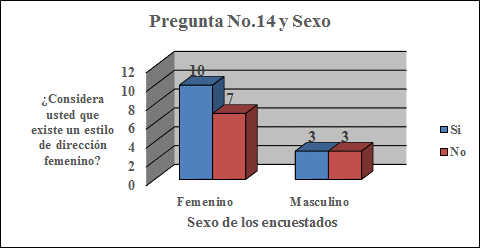 Pregunta No.14 y Sexo
¿Considera
usted que
existe un estilo
de dirección
femenino?
12
10
8
6
4
2
0
10
7
3
3
Femenino
Masculino
Sexo de los encuestados
Si
No